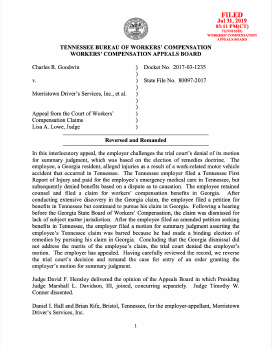 FILED
Jul 31, 2019
03:11 PM(CT)
TENNESSEE
WORKERS' COMPENSATION
APPEALS BOARD
TENNESSEE BUREAU OF WORKERS' COMPENSATION
WORKERS' COMPENSATION APPEALS BOARD
Charles R. Goodwin ) Docket No. 2017-03-1235
)
v. ) State File No. 80097-2017
)
Morristown Driver's Services, Inc., et al. )
)
Appeal from the Court of Workers' )
Compensation Claims )
Lisa A. Lowe, Judge )
Reversed and Remanded
In this interlocutory appeal, the employer challenges the trial court's denial of its motion
for summary judgment, which was based on the election of remedies doctrine. The
employee, a Georgia resident, alleged injuries as a result of a work-related motor vehicle
accident that occurred in Tennessee. The employer filed a Tennessee First
Report of Injury and paid for the employee's emergency medical care in Tennessee, but
subsequently denied benefits based on a dispute as to causation. The employee retained
counsel and filed a claim for workers' compensation benefits in Georgia. After
conducting extensive discovery in the Georgia claim, the employee filed a petition for
benefits in Tennessee but continued to pursue his claim in Georgia. Following a hearing
before the Georgia State Board of Workers' Compensation, the claim was dismissed for
lack of subject matter jurisdiction. After the employee filed an amended petition seeking
benefits in Tennessee, the employer filed a motion for summary judgment asserting the
employee's Tennessee claim was barred because he had made a binding election of
remedies by pursuing his claim in Georgia. Concluding that the Georgia dismissal did
not address the merits of the employee's claim, the trial court denied the employer's
motion. The employer has appealed. Having carefully reviewed the record, we reverse
the trial court's decision and remand the case for entry of an order granting the
employer's motion for summary judgment.
Judge David F. Hensley delivered the opinion of the Appeals Board in which Presiding
Judge Marshall L. Davidson, III, joined, concurring separately. Judge Timothy W.
Conner dissented.
Daniel I. Hall and Brian Rife, Bristol, Tennessee, for the employer-appellant, Morristown
Driver's Services, Inc.
1